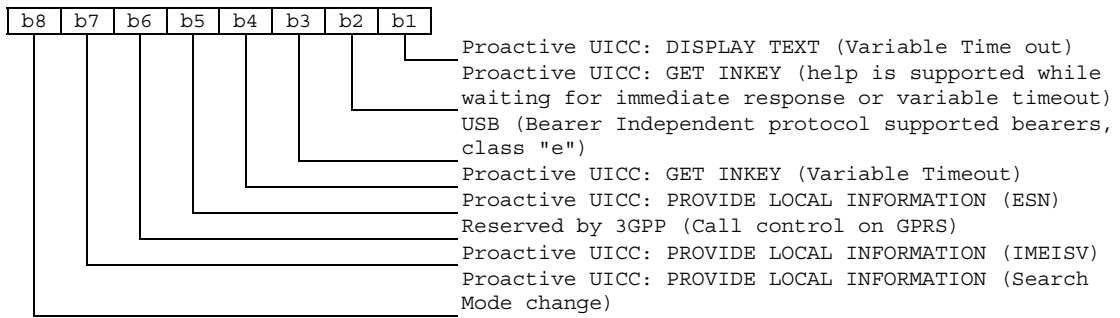 b8 b7 b6 b5 b4 b3 b2 b1
Proactive UICC: DISPLAY TEXT (Variable Time out)
Proactive UICC: GET INKEY (help is supported while
waiting for immediate response or variable timeout)
USB (Bearer Independent protocol supported bearers,
class "e")
Proactive UICC: GET INKEY (Variable Timeout)
Proactive UICC: PROVIDE LOCAL INFORMATION (ESN)
Reserved by 3GPP (Call control on GPRS)
Proactive UICC: PROVIDE LOCAL INFORMATION (IMEISV)
Proactive UICC: PROVIDE LOCAL INFORMATION (Search
Mode change)